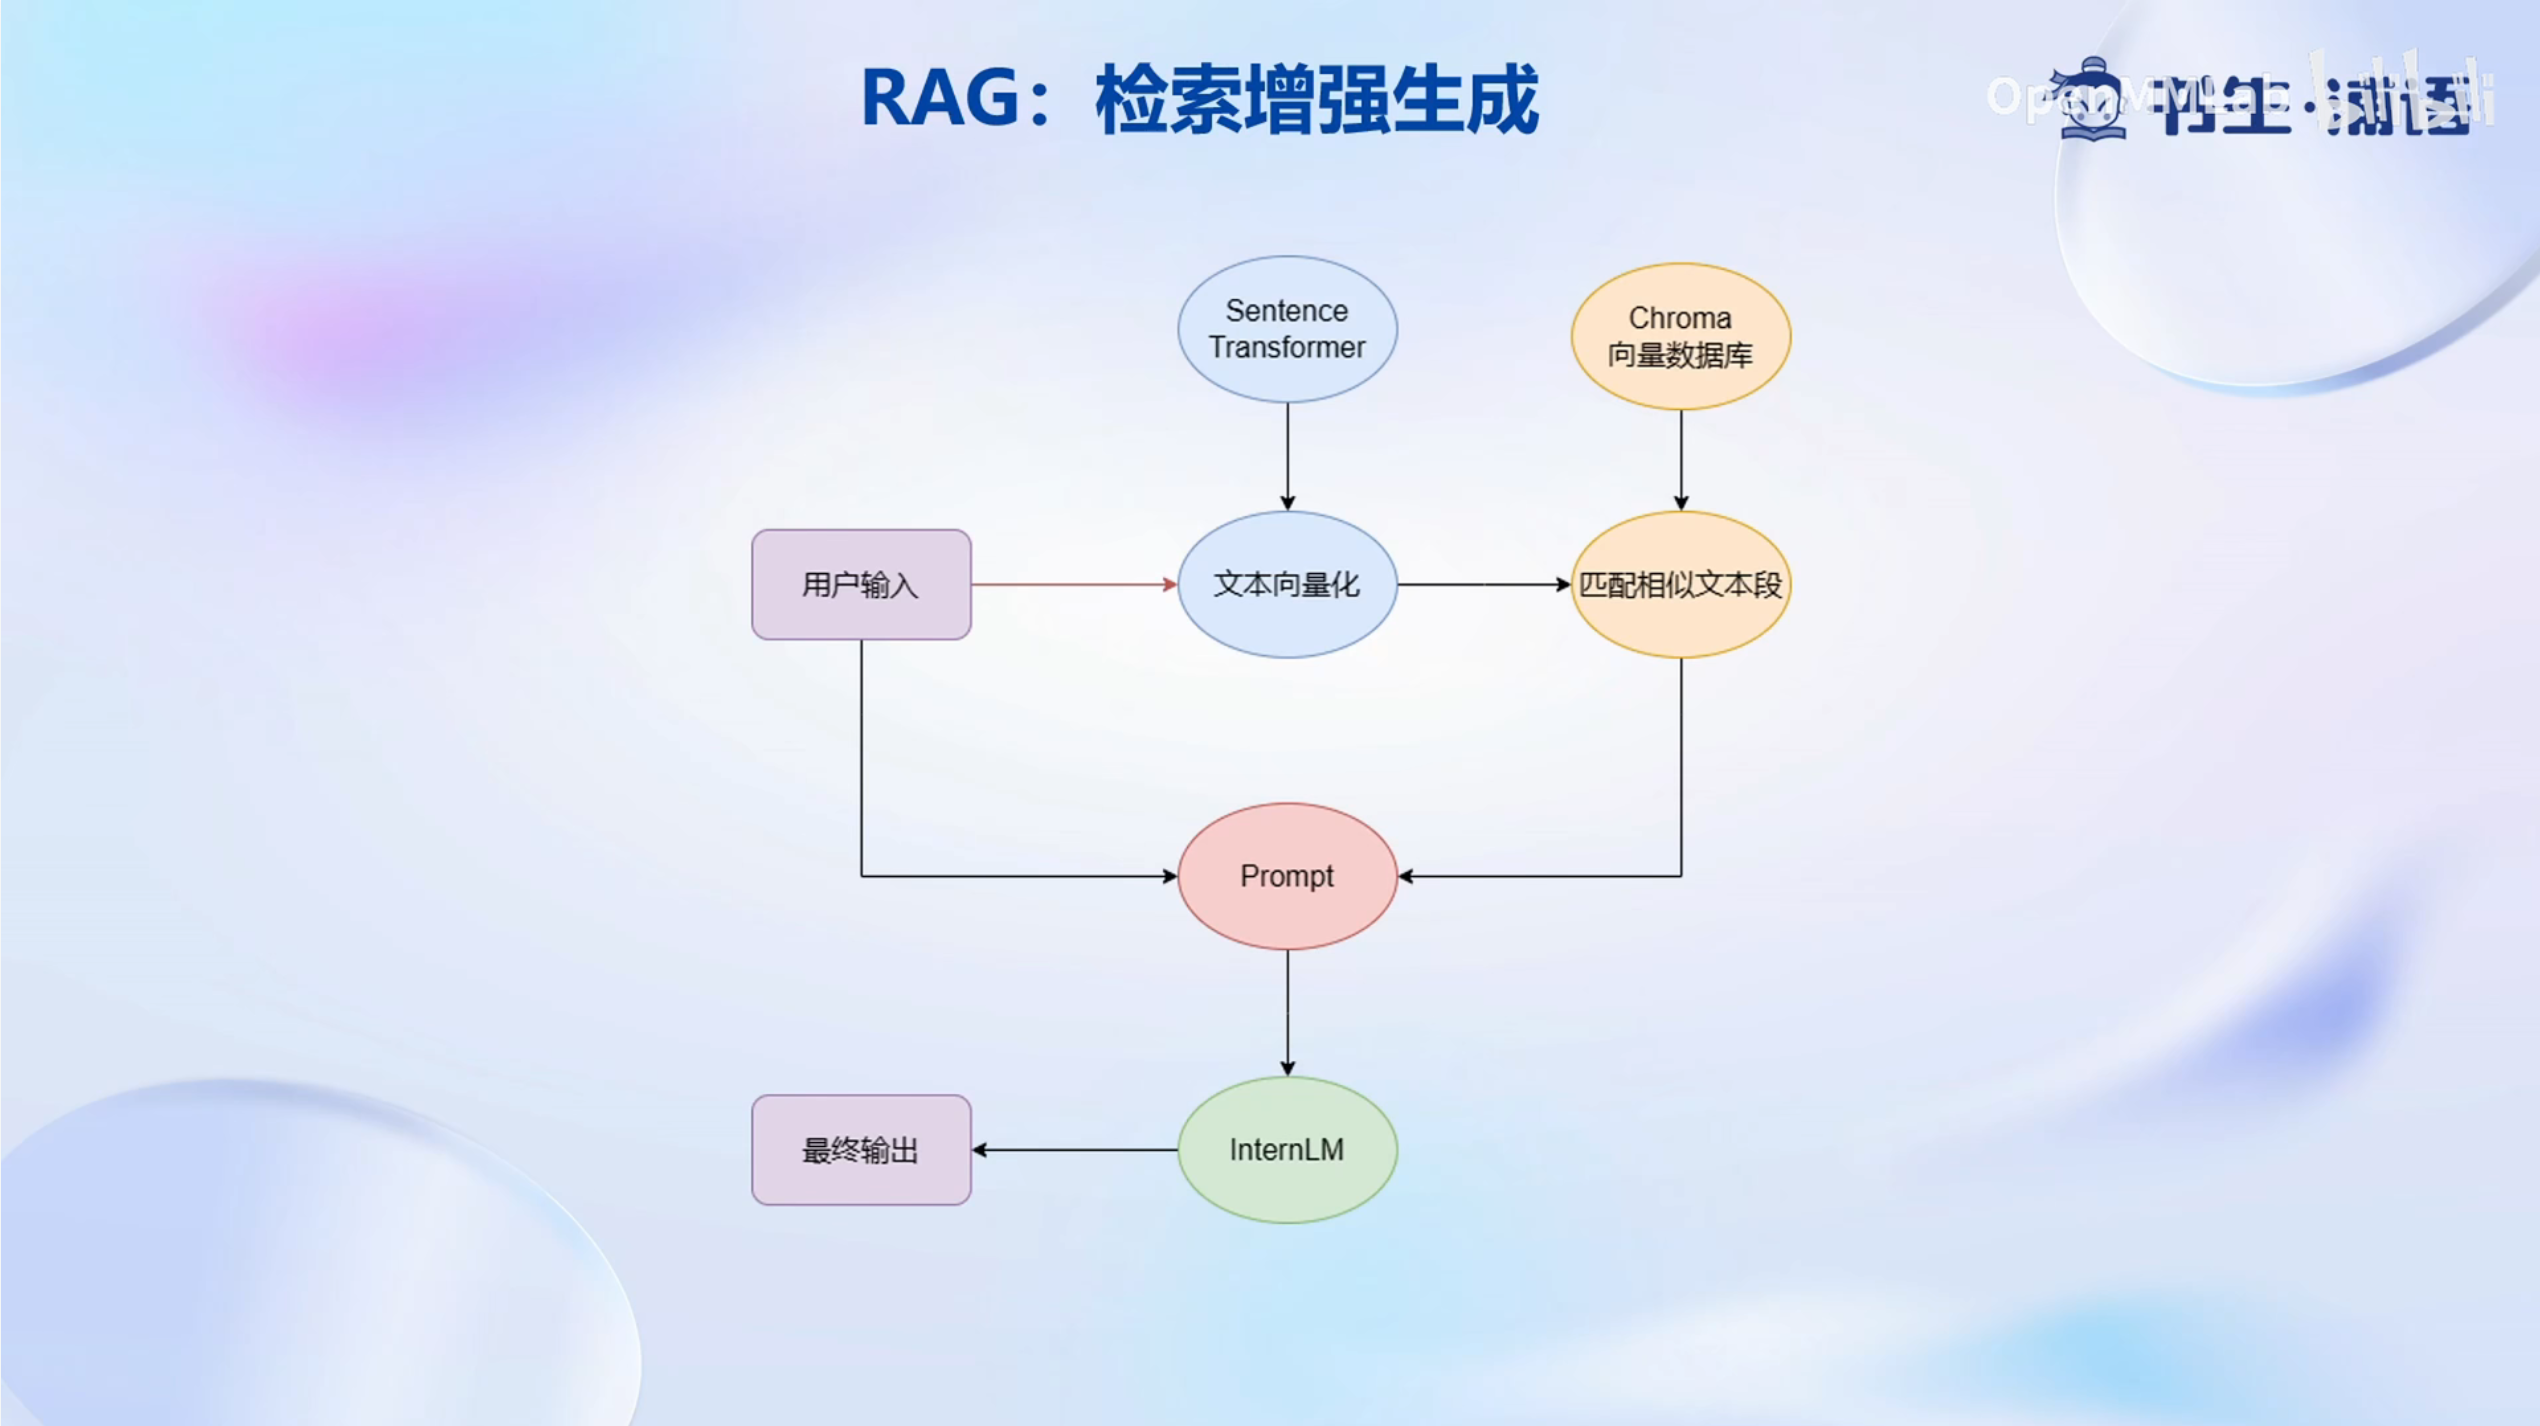 RAG：检索增强生成
OpenMMLab
bilibili
书生·浦语
Sentence
Transformer
Chroma
向量数据库
用户输入
文本向量化
匹配相似文本段
Prompt
最终输出
InternLM